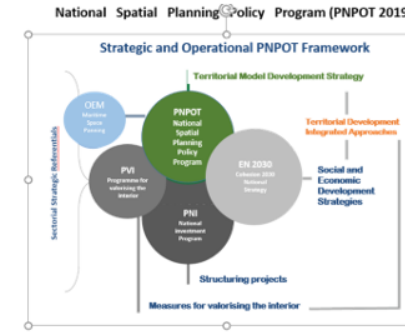 National Spatial Planning Policy Program (PNPOT 2019
Strategic and Operational PNPOT Framework
Territorial Model Development Strategy
OEM
Maritime
Space
Planning
PNPOT
National
Spatial
Planning
Policy
Program
Territorial Development
Integrated Approaches
Sectorial Strategic Referentials
PVI
Programme for
valorising the
interior
EN 2030
Cohesion 2030
National
Strategy
Social and
Economic
Development
Strategies
PNI
National
investment
Program
Structuring projects
Measures for valorising the interior